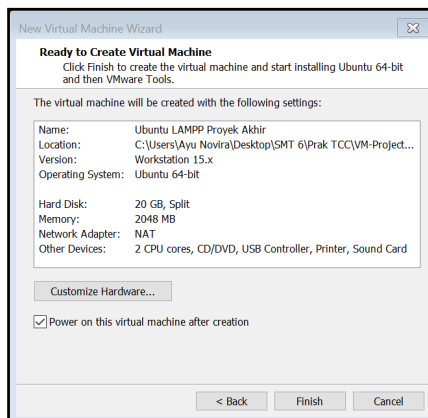 New Virtual Machine Wizard
Ready to Create Virtual Machine
Click Finish to create the virtual machine and start installing Ubuntu 64-bit
and then VMware Tools.
The virtual machine will be created with the following settings:
Name: Ubuntu LAMPP Proyek Akhir
Location: C:\Users\Ayu Novira\Desktop\SMT 6\Prak TCC\VM-Project...
Version: Workstation 15.x
Operating System: Ubuntu 64-bit
Hard Disk: 20 GB, Split
Memory: 2048 MB
Network Adapter: NAT
Other Devices: 2 CPU cores, CD/DVD, USB Controller, Printer, Sound Card
Customize Hardware...
Power on this virtual machine after creation
< Back Finish Cancel